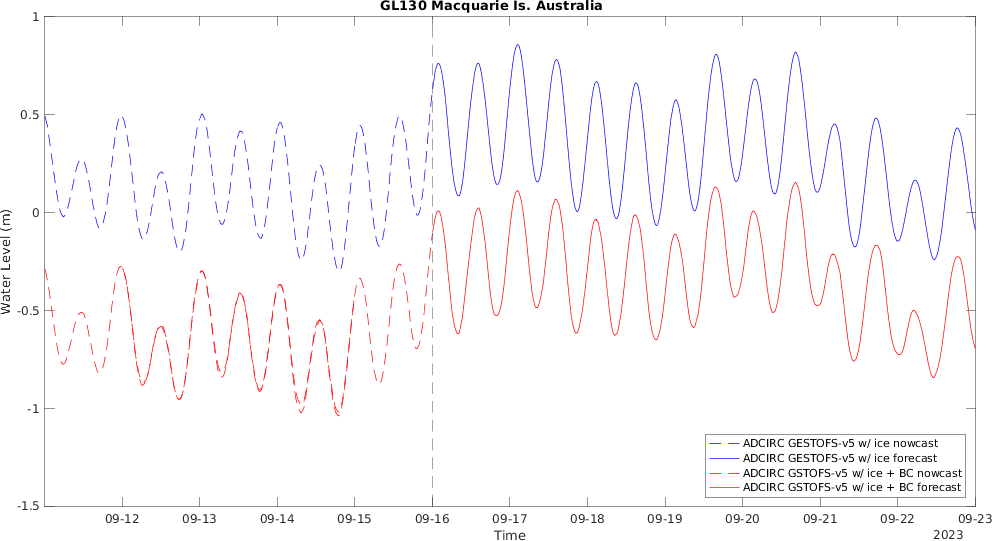 GL130 Macquarie Is. Australia
1
0.5
0
-0.5
-1
-1.5
Water Level (m)
ADCIRC GESTOFS-v5 w/ ice nowcast
ADCIRC GESTOFS-v5 w/ ice forecast
ADCIRC GSTOFS-v5 w/ ice + BC nowcast
ADCIRC GSTOFS-v5 w/ ice + BC forecast
09-12 09-13 09-14 09-15 09-16 09-17 09-18 09-19 09-20 09-21 09-22 09-23
Time
2023